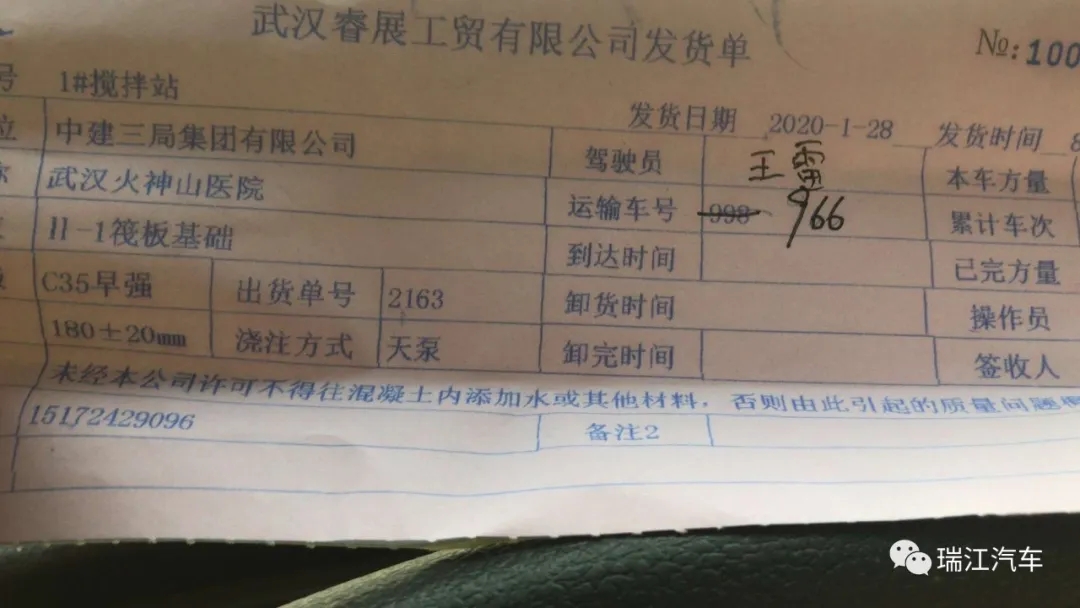 武汉睿展工贸有限公司发货单 №:100
号 1#搅拌站 发货日期 2020-1-28 发货时间 8
位 中建三局集团有限公司 驾驶员 王雷 本车方量
称 武汉火神山医院 运输车号 993 966 累计车次
II-1筏板基础 到达时间 已完方量
C35早强 出货单号 2163 卸货时间 操作员
180±20mm 浇注方式 天泵 卸完时间 签收人
未经本公司许可不得往混凝土内添加水或其他材料，否则由此引起的质量问题
15172429096 备注2
瑞江汽车